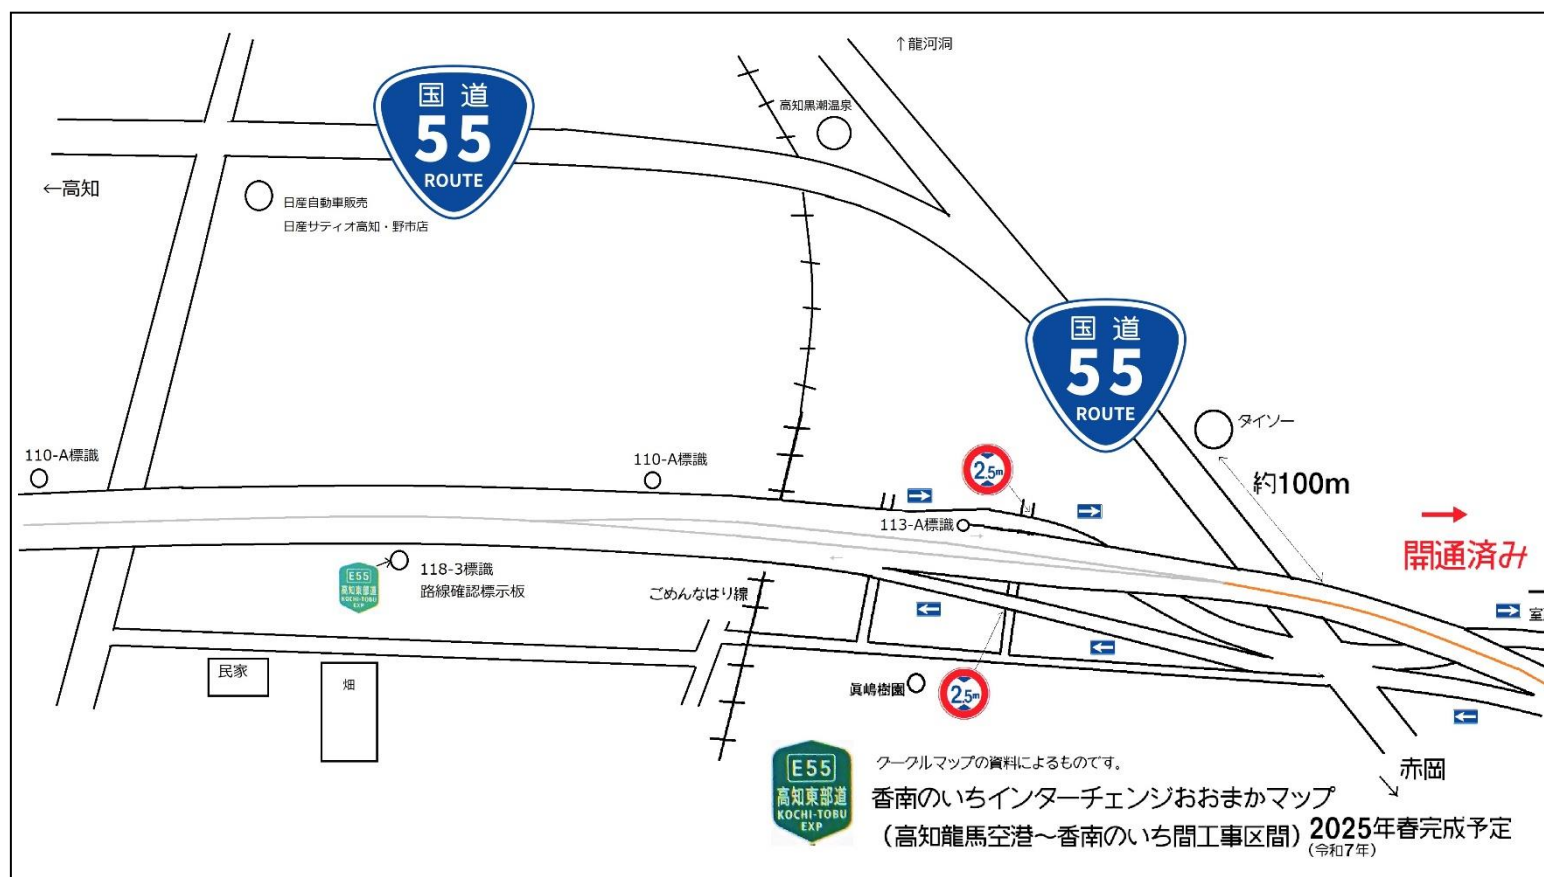 ↑龍河洞
国道
55
ROUTE
高知黒潮温泉
←高知
日産自動車販売
日産サティオ高知・野市店
国道
55
ROUTE
タイソー
110-A標識
110-A標識
2.5m
約100m
113-A標識
開通済み
118-3標識
路線確認標示板
E55
高知東部道
KOCHI-TOBU
EXP
ごめんなはり線
民家
畑
眞嶋樹園
2.5m
赤岡
E55
高知東部道
KOCHI-TOBU
EXP
クークルマップの資料によるものです。
香南のいちインターチェンジおおまかマップ
（高知龍馬空港～香南のいち間工事区間）
2025年春完成予定
(令和7年)